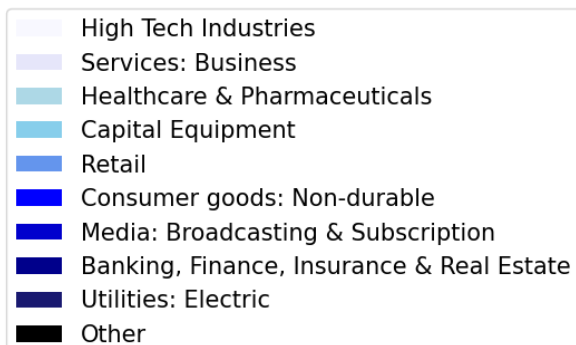 High Tech Industries
Services: Business
Healthcare & Pharmaceuticals
Capital Equipment
Retail
Consumer goods: Non-durable
Media: Broadcasting & Subscription
Banking, Finance, Insurance & Real Estate
Utilities: Electric
Other